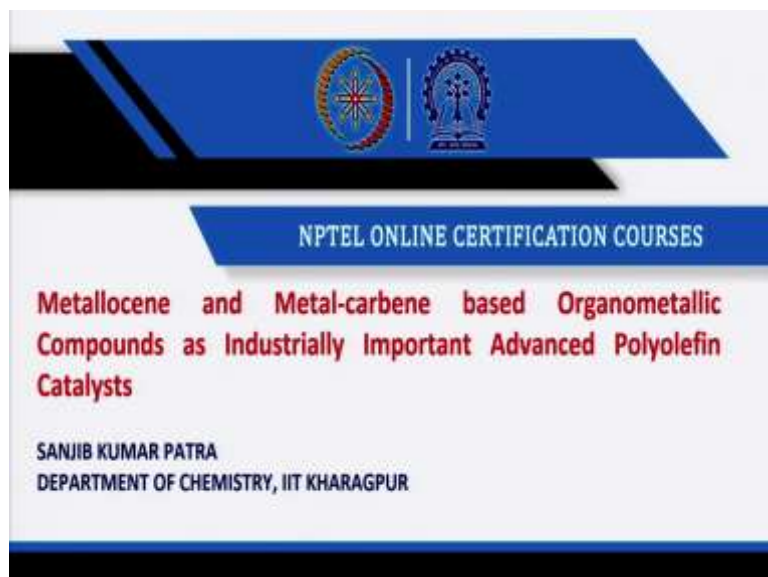 NPTEL ONLINE CERTIFICATION COURSES
Metallocene and Metal-carbene based Organometallic
Compounds as Industrially Important Advanced Polyolefin
Catalysts
SANJIB KUMAR PATRA
DEPARTMENT OF CHEMISTRY, IIT KHARAGPUR